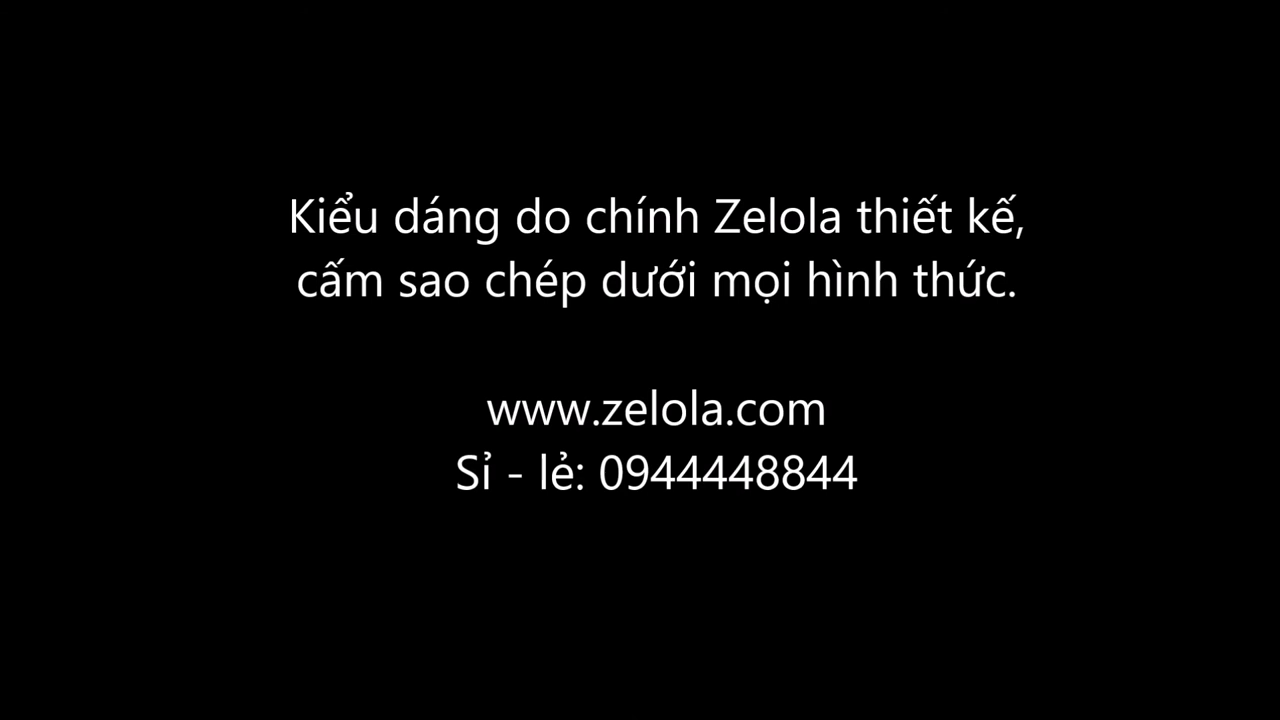 Kiểu dáng do chính Zelola thiết kế,
cấm sao chép dưới mọi hình thức.
www.zelola.com
Sỉ - lẻ: 0944448844